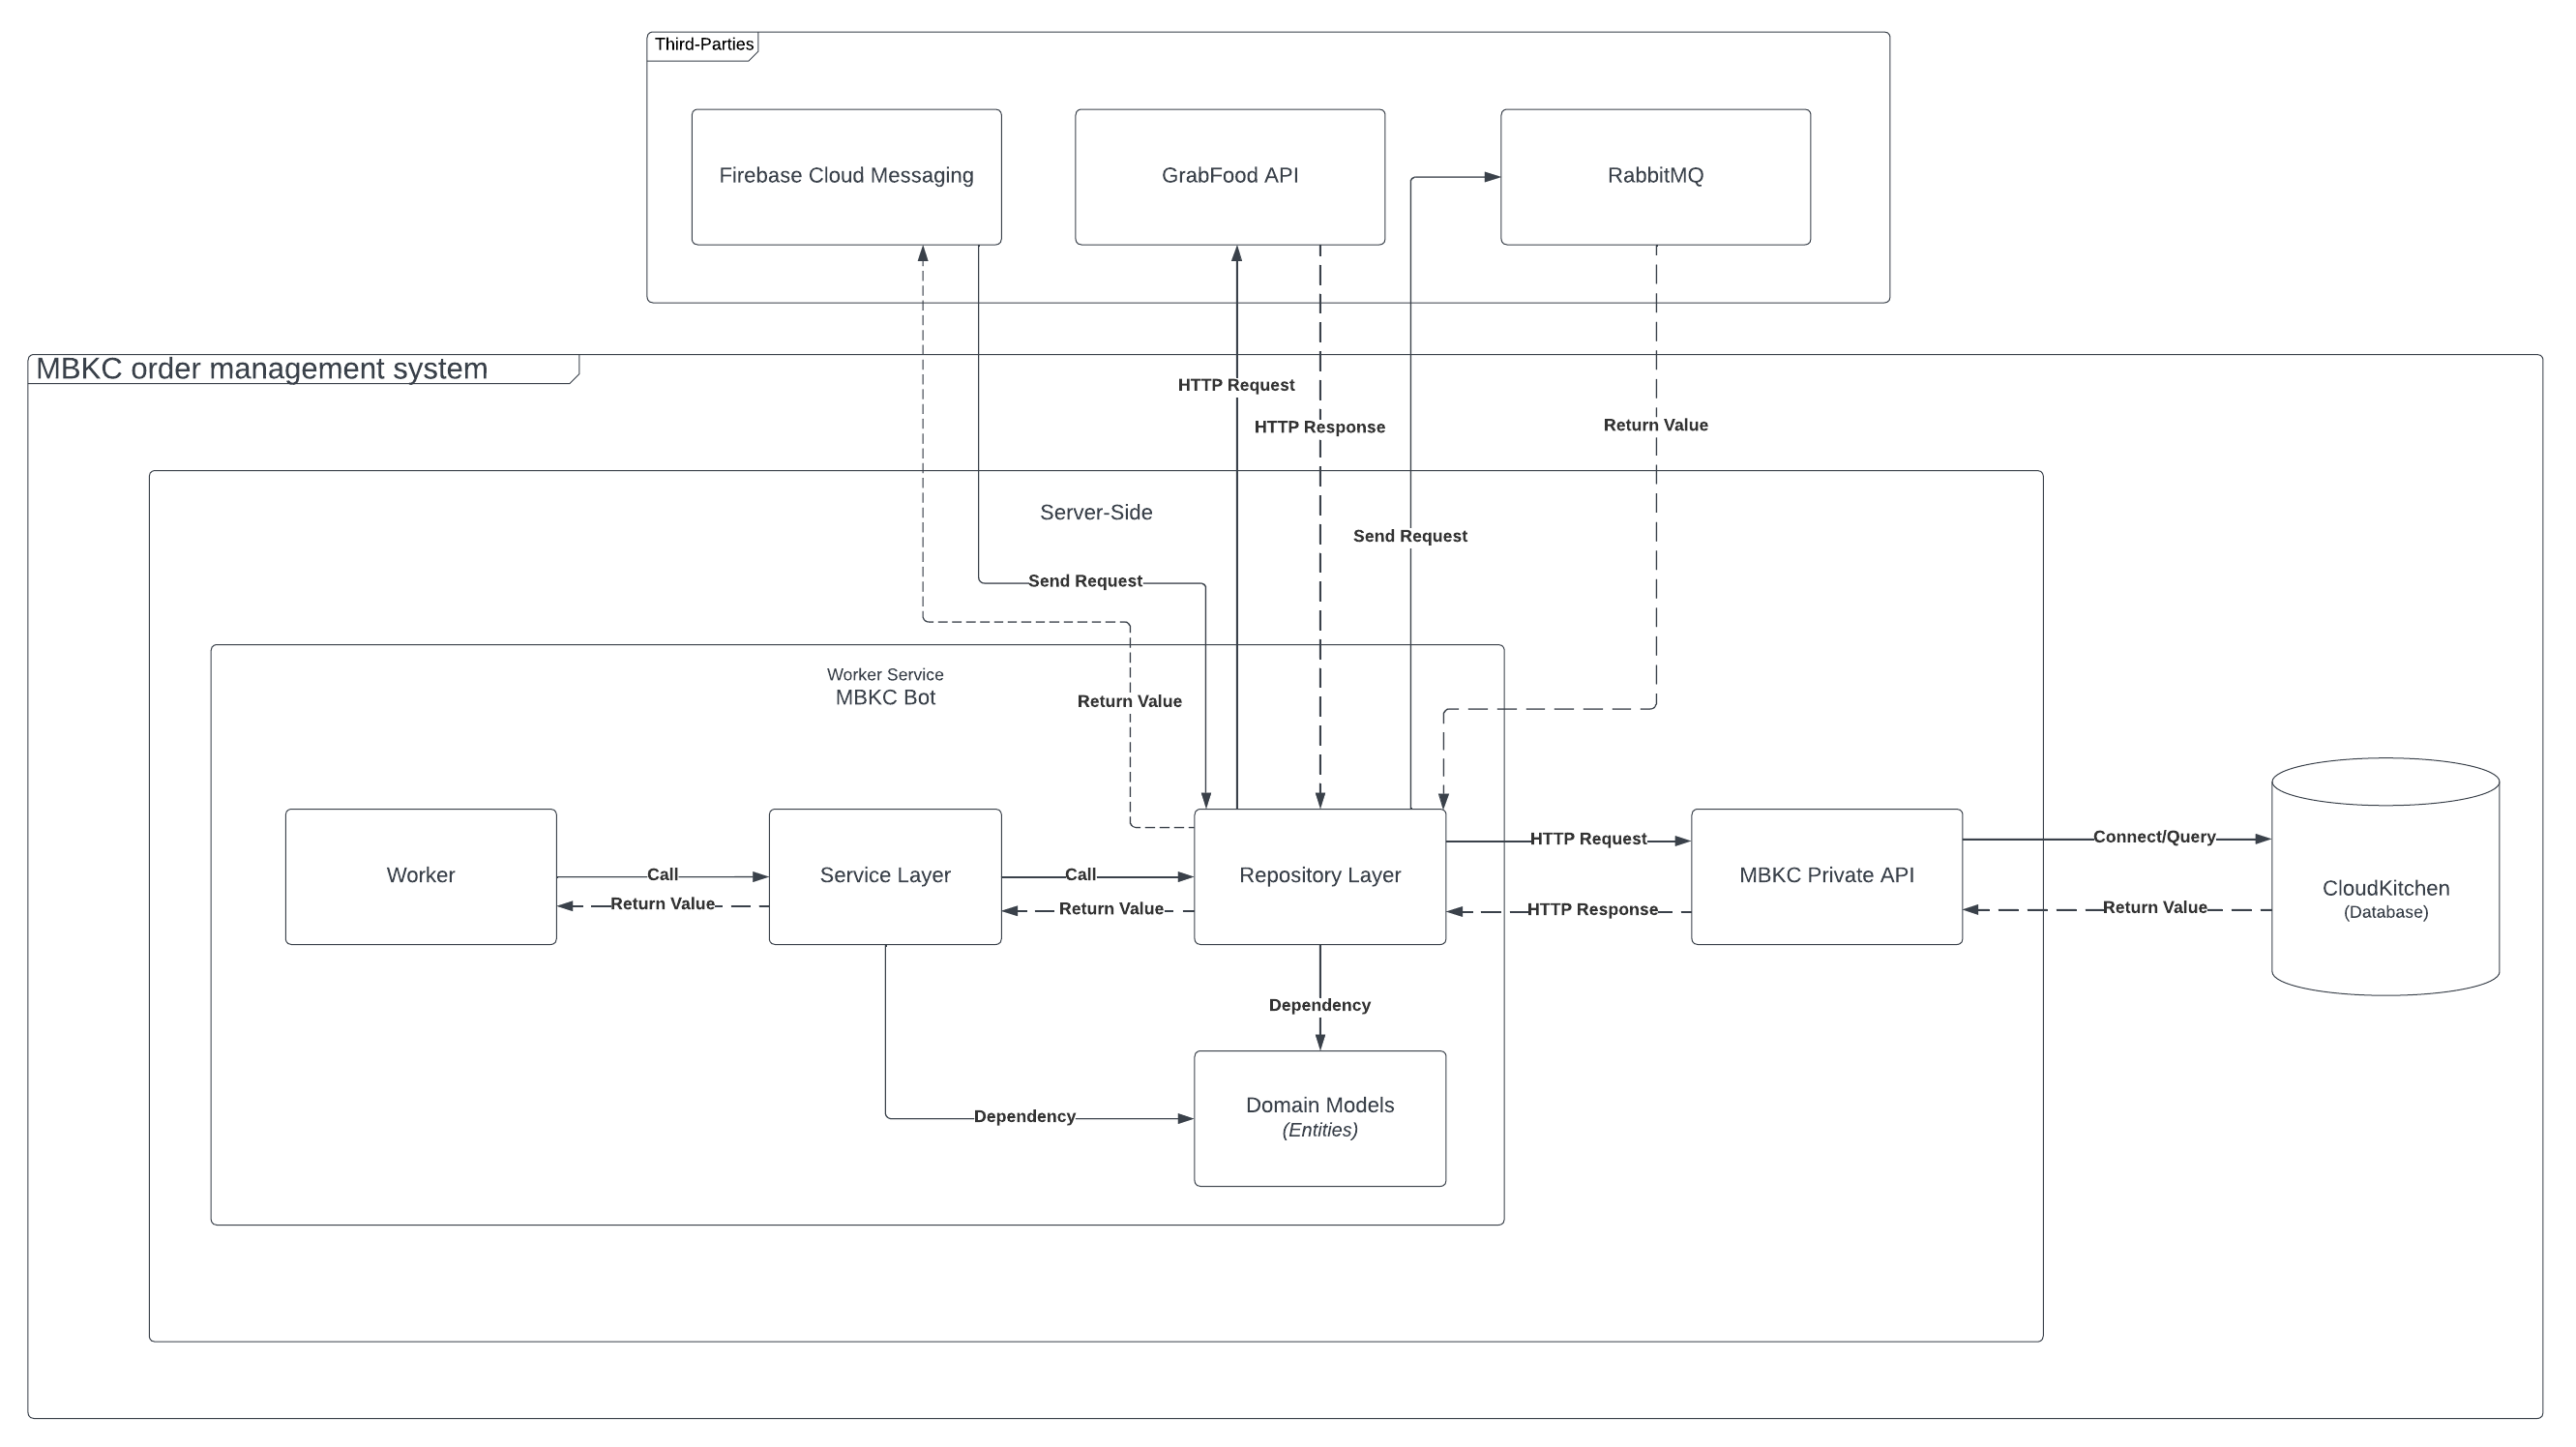 Third-Parties
Firebase Cloud Messaging
GrabFood API
RabbitMQ
MBKC order management system
HTTP Request
HTTP Response
Return Value
Server-Side
Send Request
Send Request
Worker Service
MBKC Bot
Return Value
Worker
Call
Return Value
Service Layer
Call
Return Value
Repository Layer
HTTP Request
HTTP Response
MBKC Private API
Connect/Query
Return Value
CloudKitchen
(Database)
Dependency
Dependency
Domain Models
(Entities)